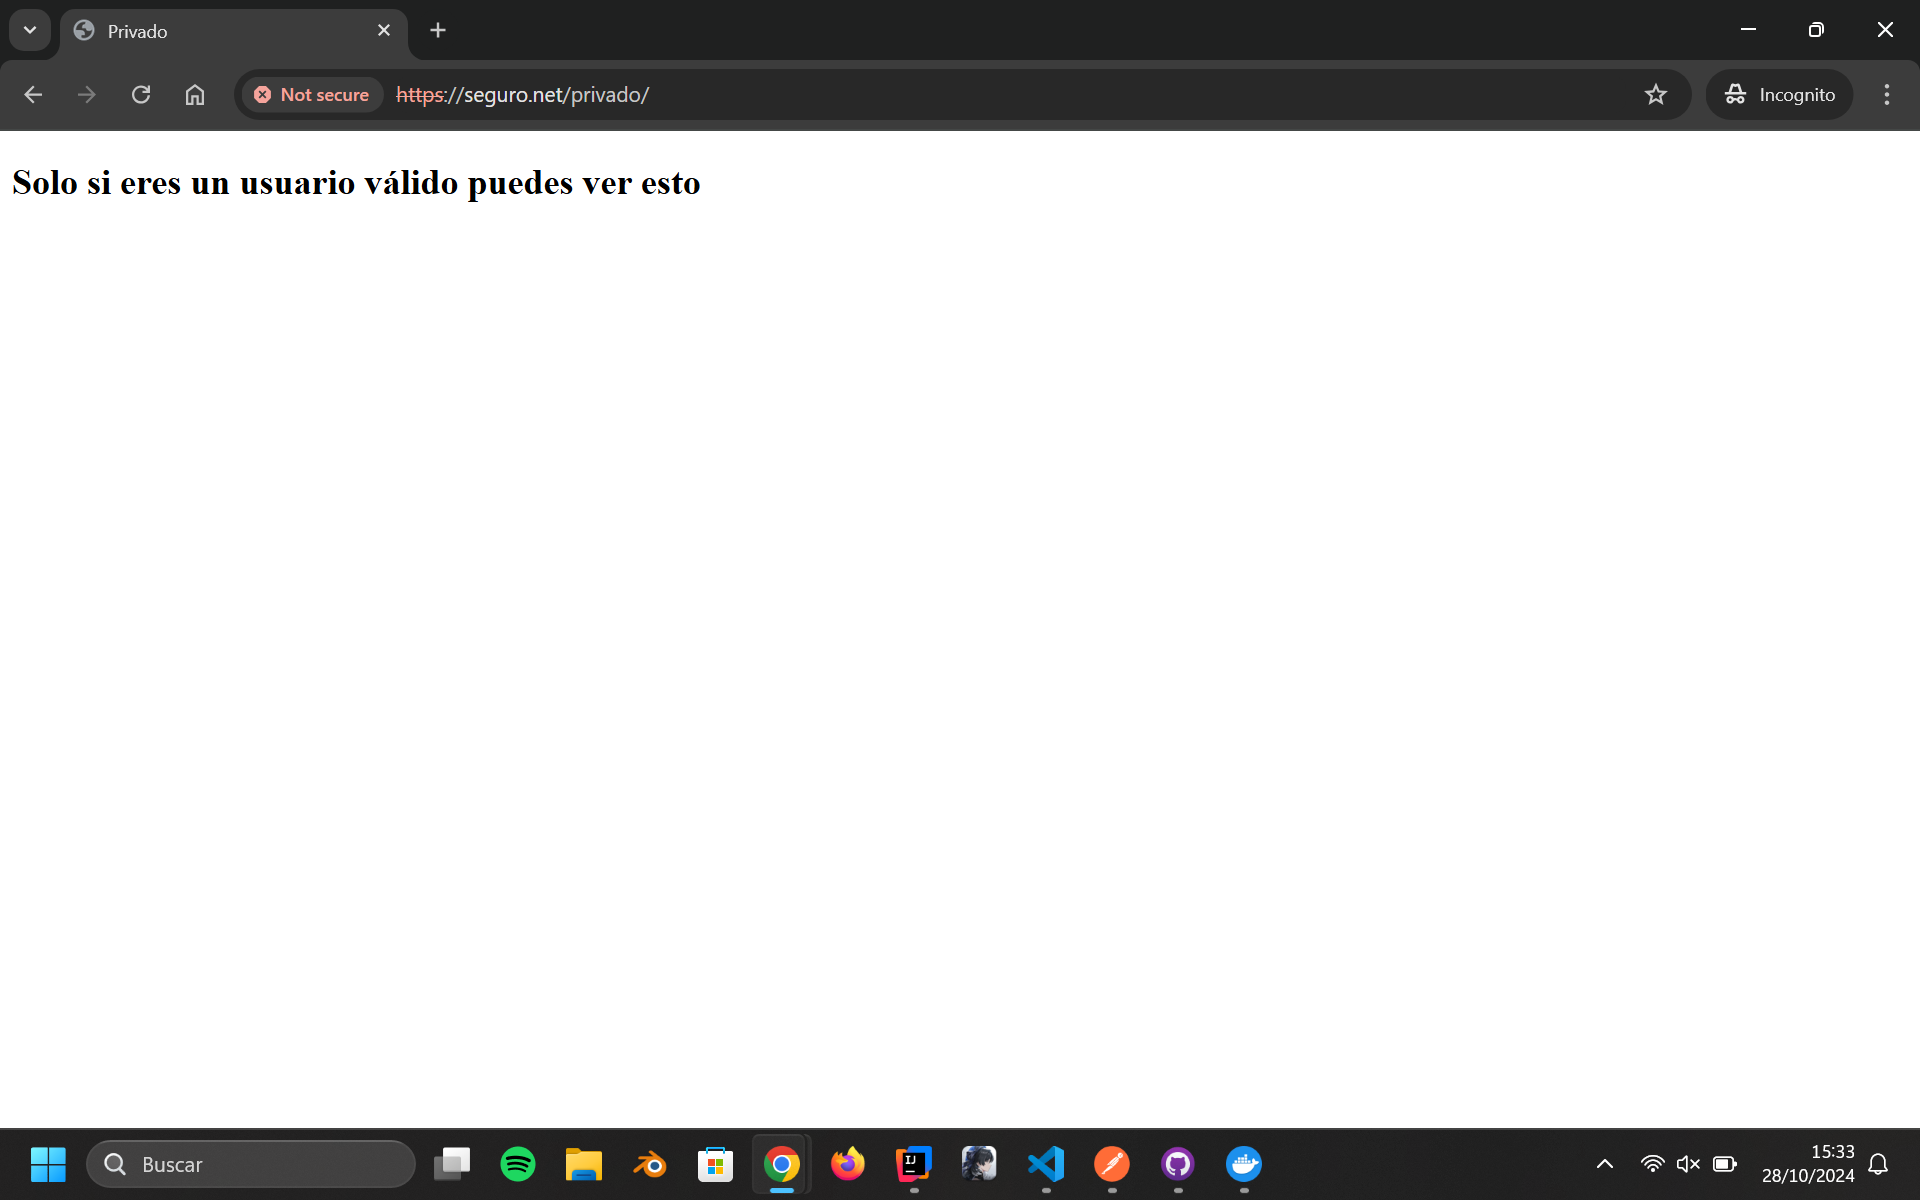 Privado
Not secure
https://seguro.net/privado/
Incognito
Solo si eres un usuario válido puedes ver esto
Buscar
IJ
15:33
28/10/2024